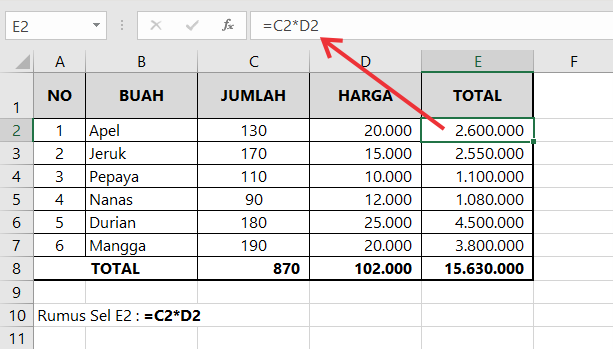 E2 fx =C2*D2
A B C D E F
1 NO BUAH JUMLAH HARGA TOTAL
2 1 Apel 130 20.000 2.600.000
3 2 Jeruk 170 15.000 2.550.000
4 3 Pepaya 110 10.000 1.100.000
5 4 Nanas 90 12.000 1.080.000
6 5 Durian 180 25.000 4.500.000
7 6 Mangga 190 20.000 3.800.000
8 TOTAL 870 102.000 15.630.000
9
10 Rumus Sel E2 : =C2*D2
11